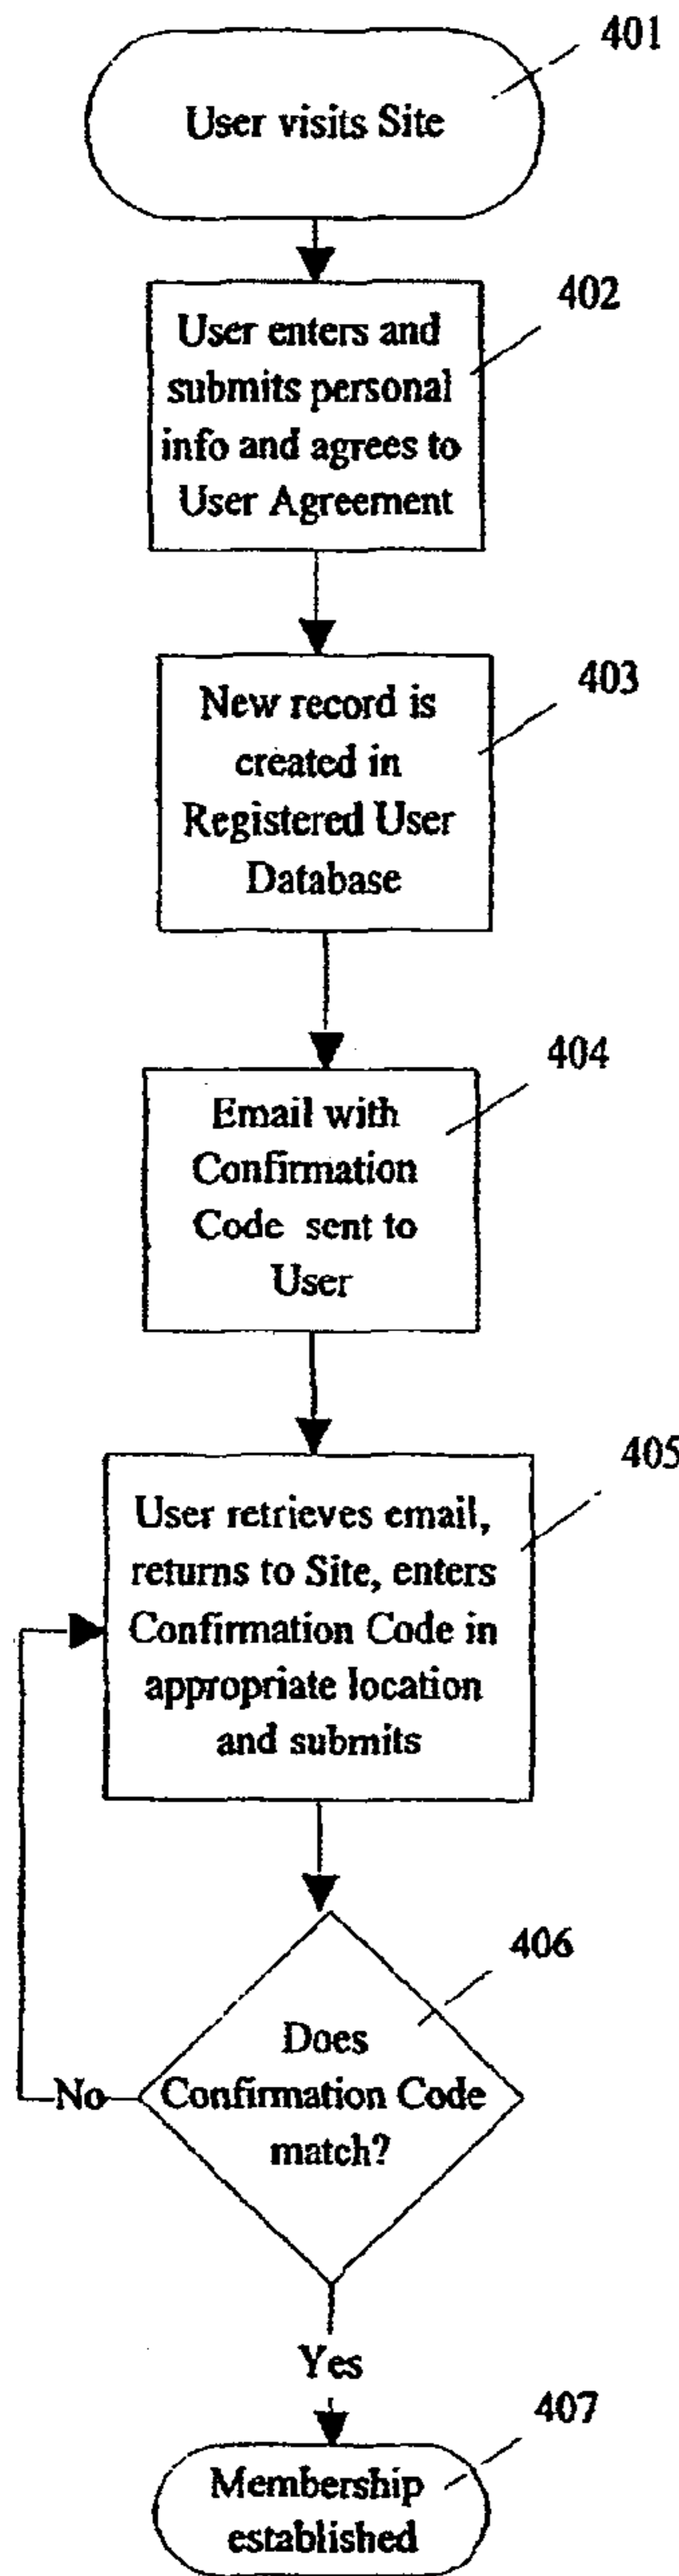 401
User visits Site
402
User enters and
submits personal
info and agrees to
User Agreement
403
New record is
created in
Registered User
Database
404
Email with
Confirmation
Code sent to
User
405
User retrieves email,
returns to Site, enters
Confirmation Code in
appropriate location
and submits
406
Does
Confirmation Code
match?
No
Yes
407
Membership
established